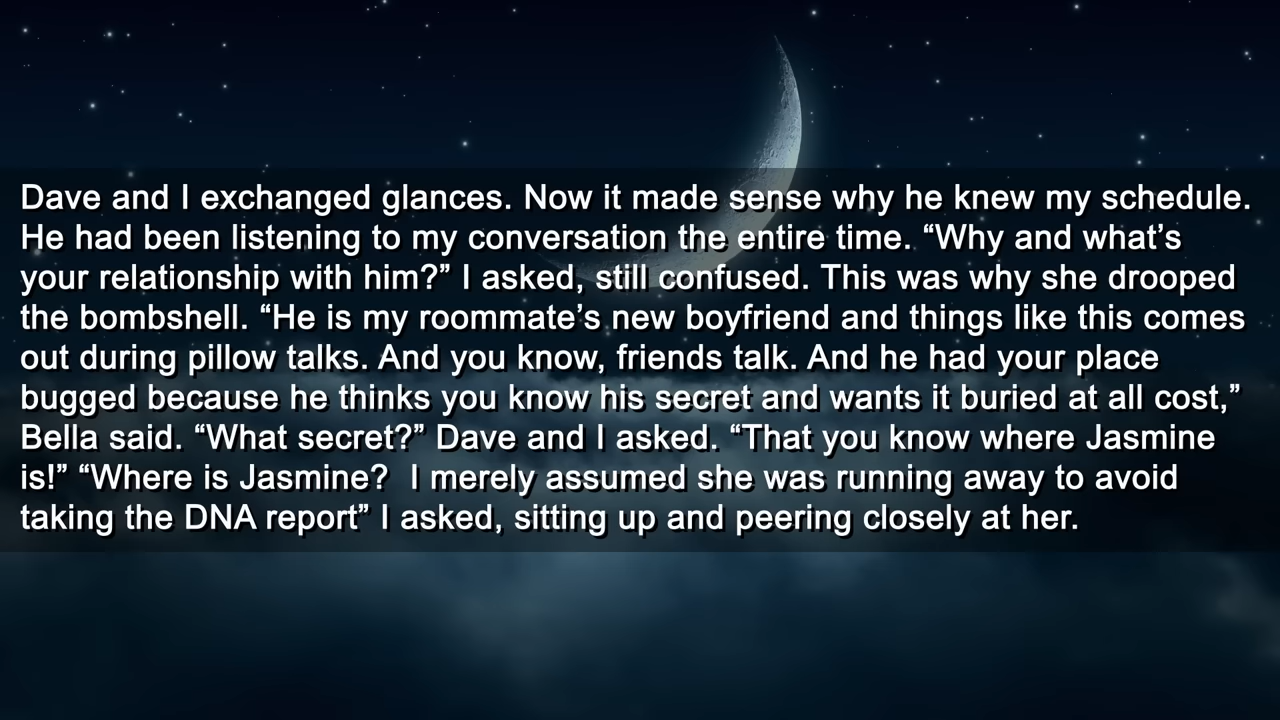 Dave and I exchanged glances. Now it made sense why he knew my schedule.
He had been listening to my conversation the entire time. “Why and what’s
your relationship with him?” I asked, still confused. This was why she drooped
the bombshell. “He is my roommate’s new boyfriend and things like this comes
out during pillow talks. And you know, friends talk. And he had your place
bugged because he thinks you know his secret and wants it buried at all cost,”
Bella said. “What secret?” Dave and I asked. “That you know where Jasmine
is!” “Where is Jasmine?  I merely assumed she was running away to avoid
taking the DNA report” I asked, sitting up and peering closely at her.